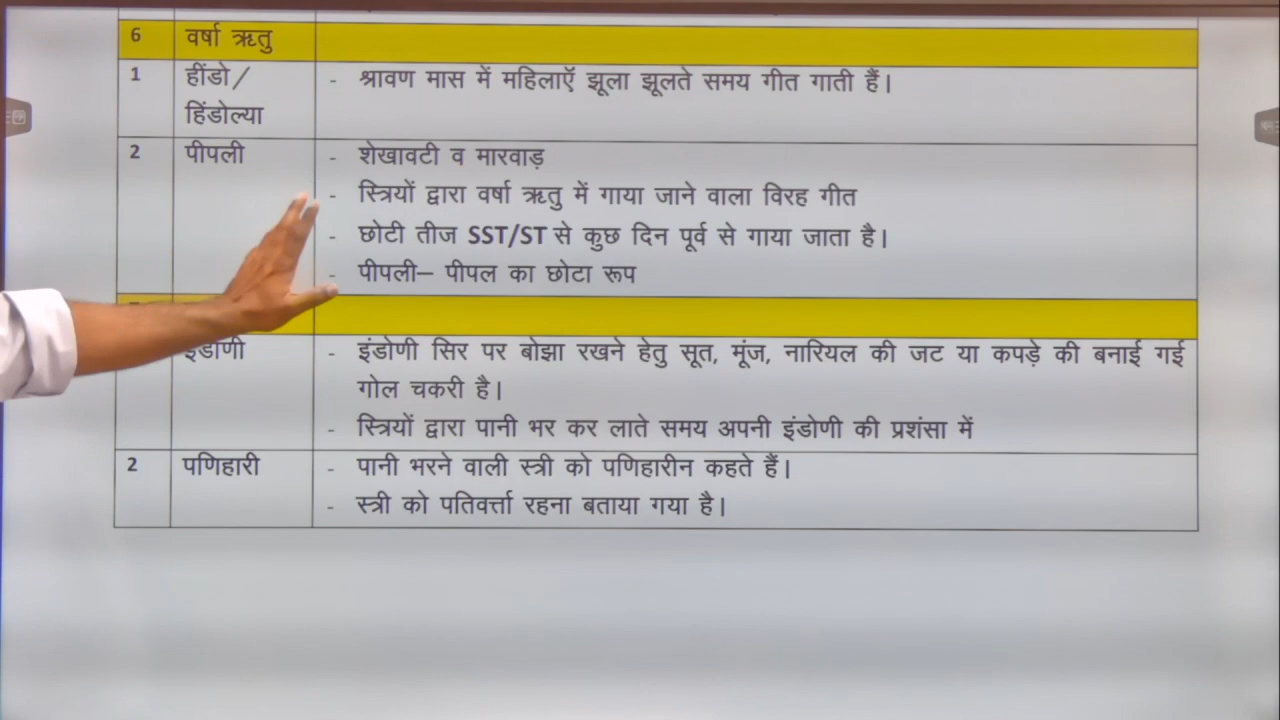 6 वर्षा ऋतु
1 हींडो/ - श्रावण मास में महिलाऍ झूला झूलते समय गीत गाती हैं।
हिंडोल्या
2 पीपली - शेखावटी व मारवाड़
- स्त्रियों द्वारा वर्षा ऋतु में गाया जाने वाला विरह गीत
- छोटी तीज SST/ST से कुछ दिन पूर्व से गाया जाता है।
- पीपली– पीपल का छोटा रूप
इंडोणी - इंडोणी सिर पर बोझा रखने हेतु सूत, मूंज, नारियल की जट या कपड़े की बनाई गई
गोल चकरी है।
- स्त्रियों द्वारा पानी भर कर लाते समय अपनी इंडोणी की प्रशंसा में
2 पणिहारी - पानी भरने वाली स्त्री को पणिहारीन कहते हैं।
- स्त्री को पतिवर्त्ता रहना बताया गया है।